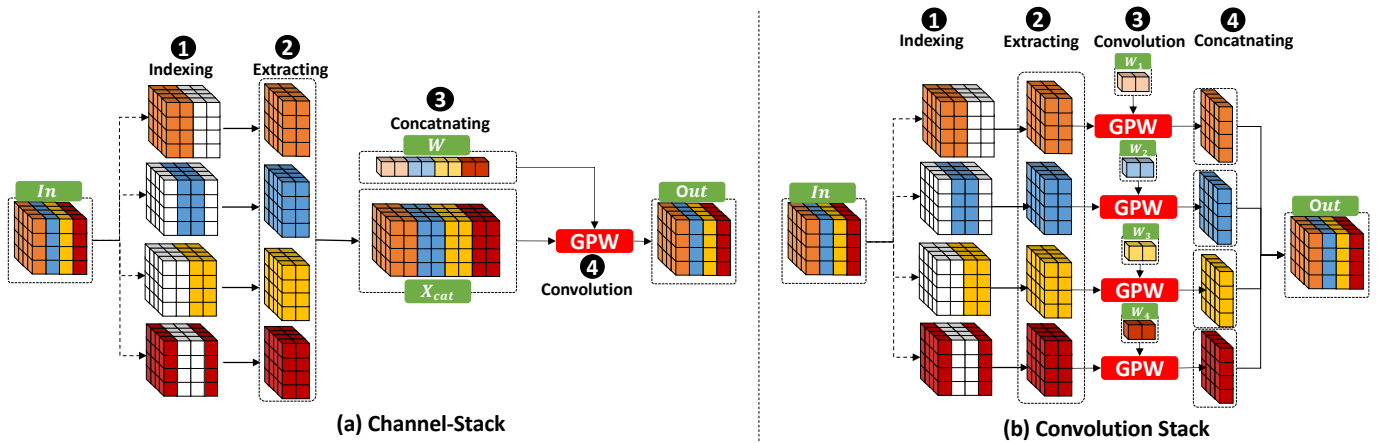 1
Indexing
2
Extracting
3
Concatnating
W
In
X_cat
GPW
4
Convolution
Out
(a) Channel-Stack
1
Indexing
2
Extracting
3
Convolution
4
Concatnating
W_1
GPW
W_2
GPW
W_3
GPW
W_4
GPW
In
Out
(b) Convolution Stack